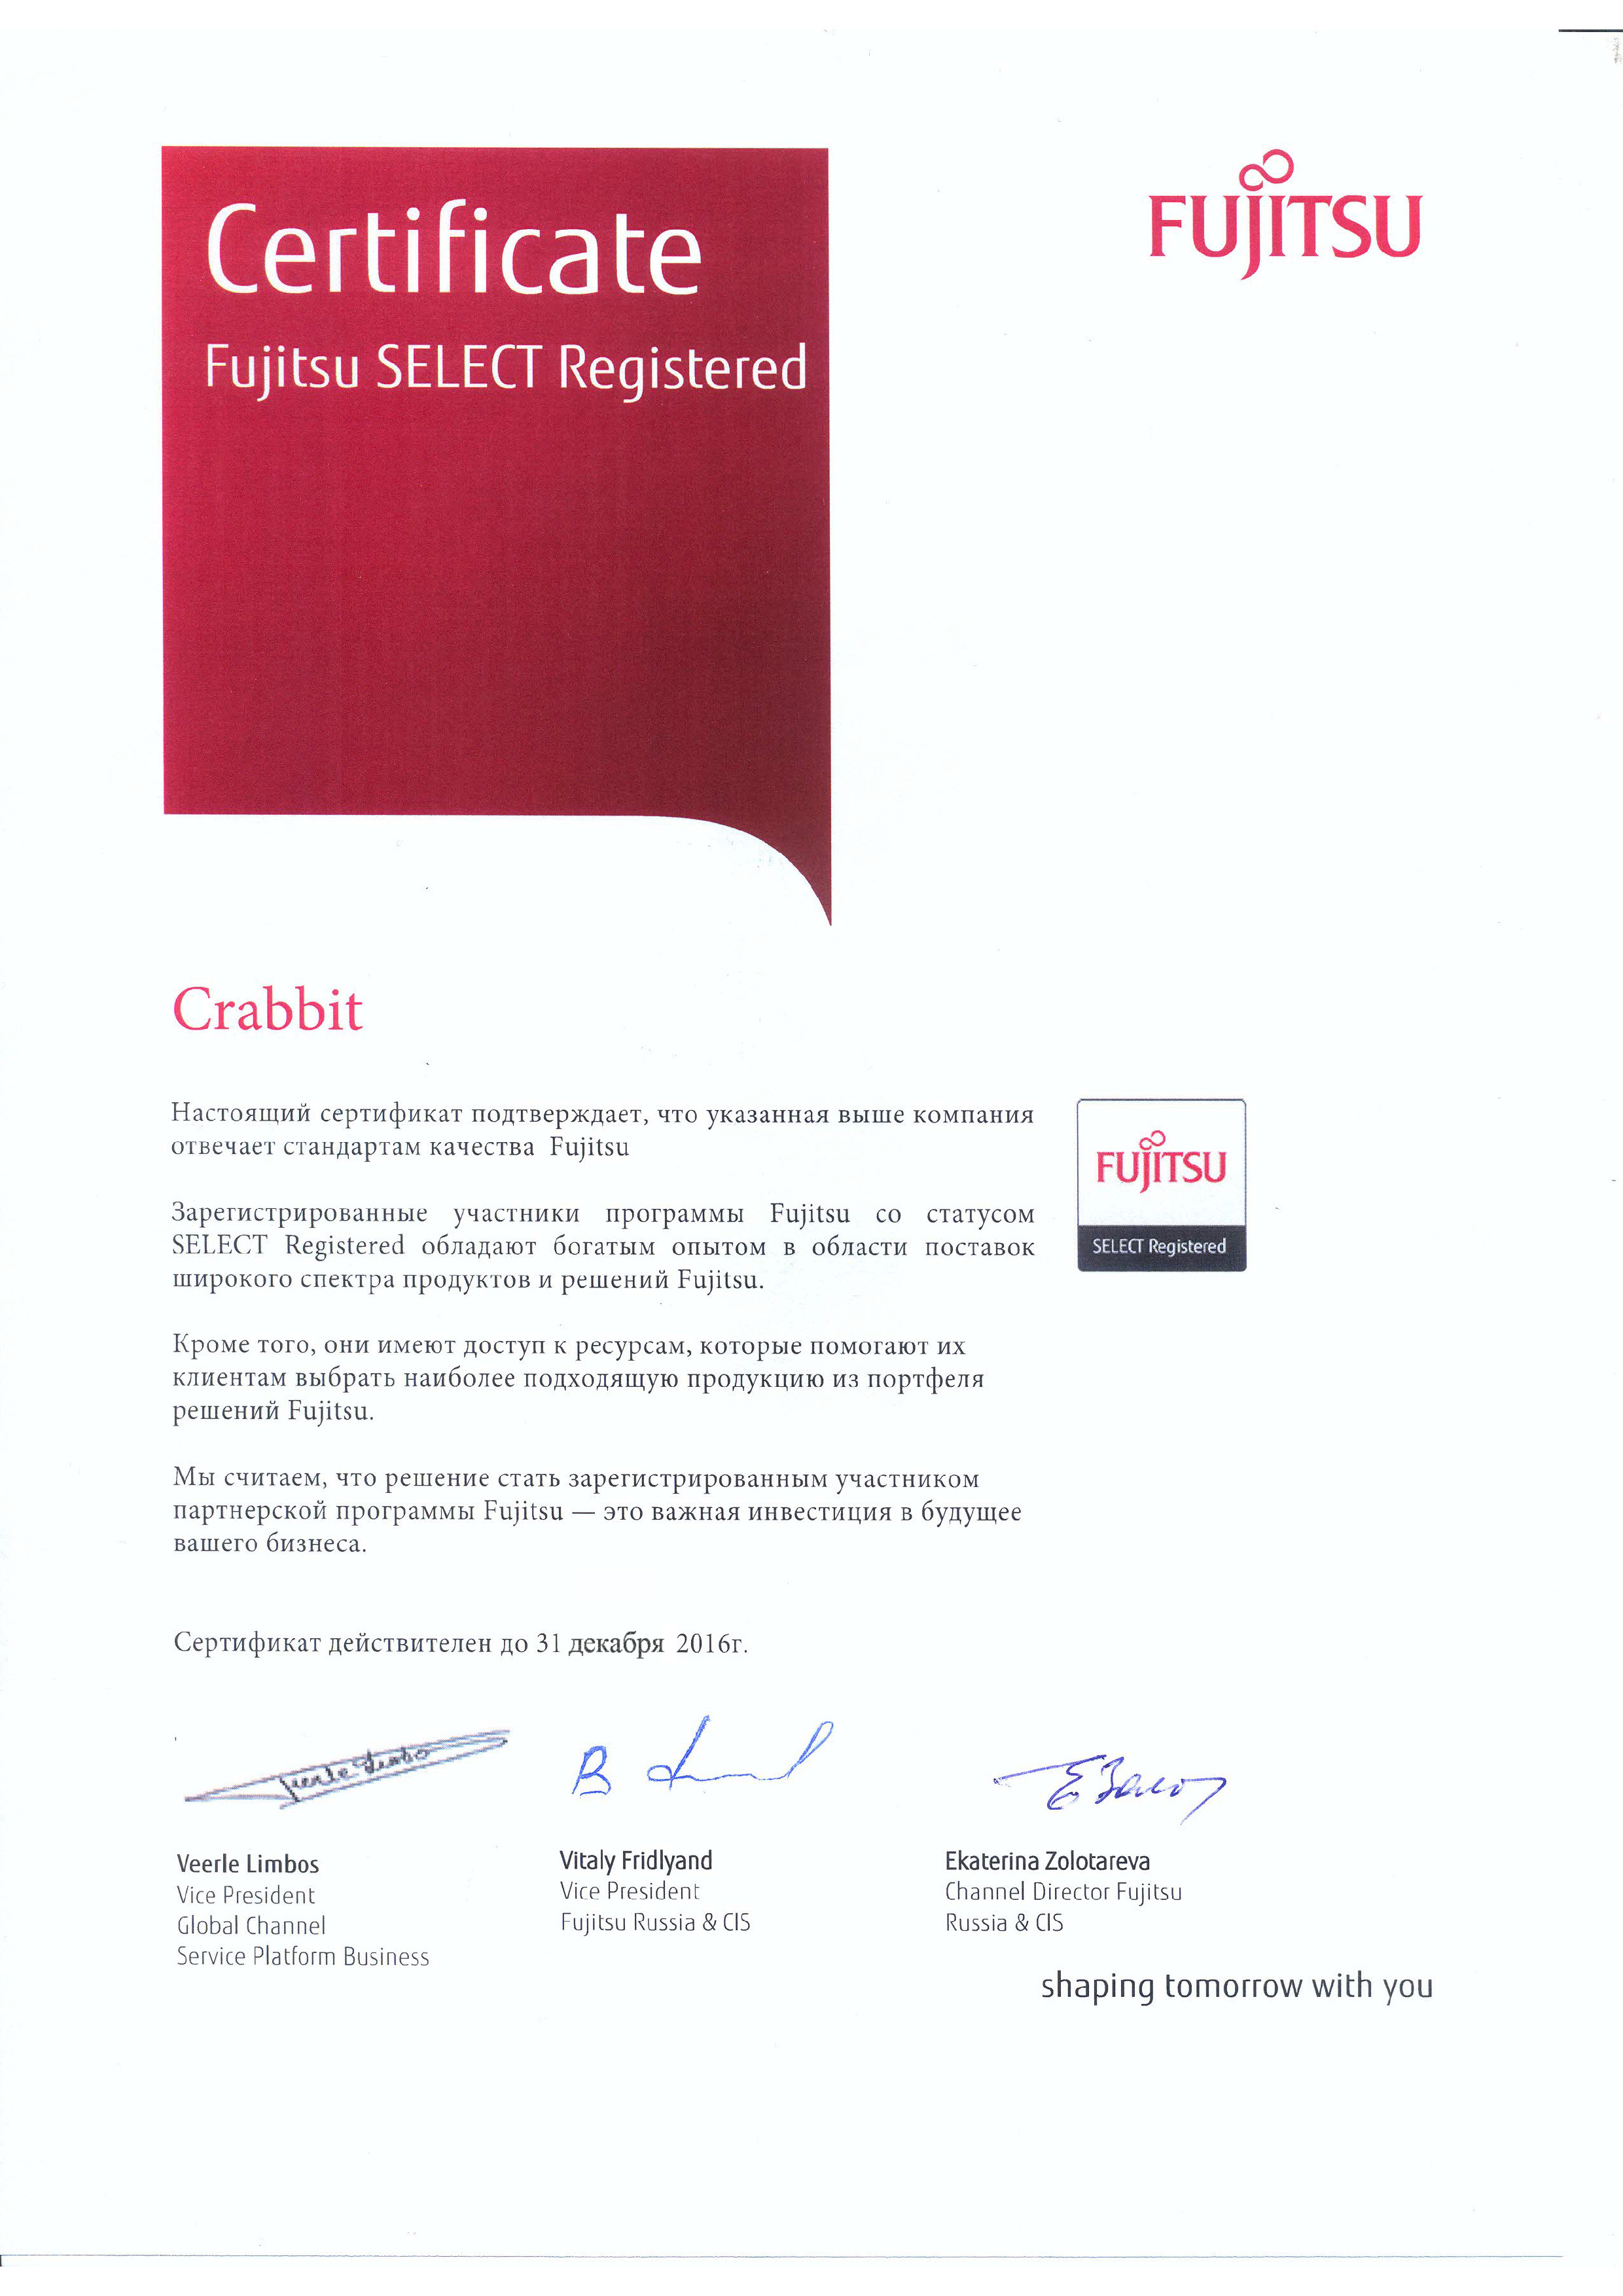 Certificate
Fujitsu SELECT Registered
FUJITSU
Crabbit
Настоящий сертификат подтверждает, что указанная выше компания
отвечает стандартам качества Fujitsu
FUJITSU
SELECT Registered
Зарегистрированные участники программы Fujitsu со статусом
SELECT Registered обладают богатым опытом в области поставок
широкого спектра продуктов и решений Fujitsu.
Кроме того, они имеют доступ к ресурсам, которые помогают их
клиентам выбрать наиболее подходящую продукцию из портфеля
решений Fujitsu.
Мы считаем, что решение стать зарегистрированным участником
партнерской программы Fujitsu — это важная инвестиция в будущее
вашего бизнеса.
Сертификат действителен до 31 декабря 2016г.
Veerle Limbos
Vice President
Global Channel
Service Platform Business
Vitaly Fridlyand
Vice President
Fujitsu Russia & CIS
Ekaterina Zolotareva
Channel Director Fujitsu
Russia & CIS
shaping tomorrow with you